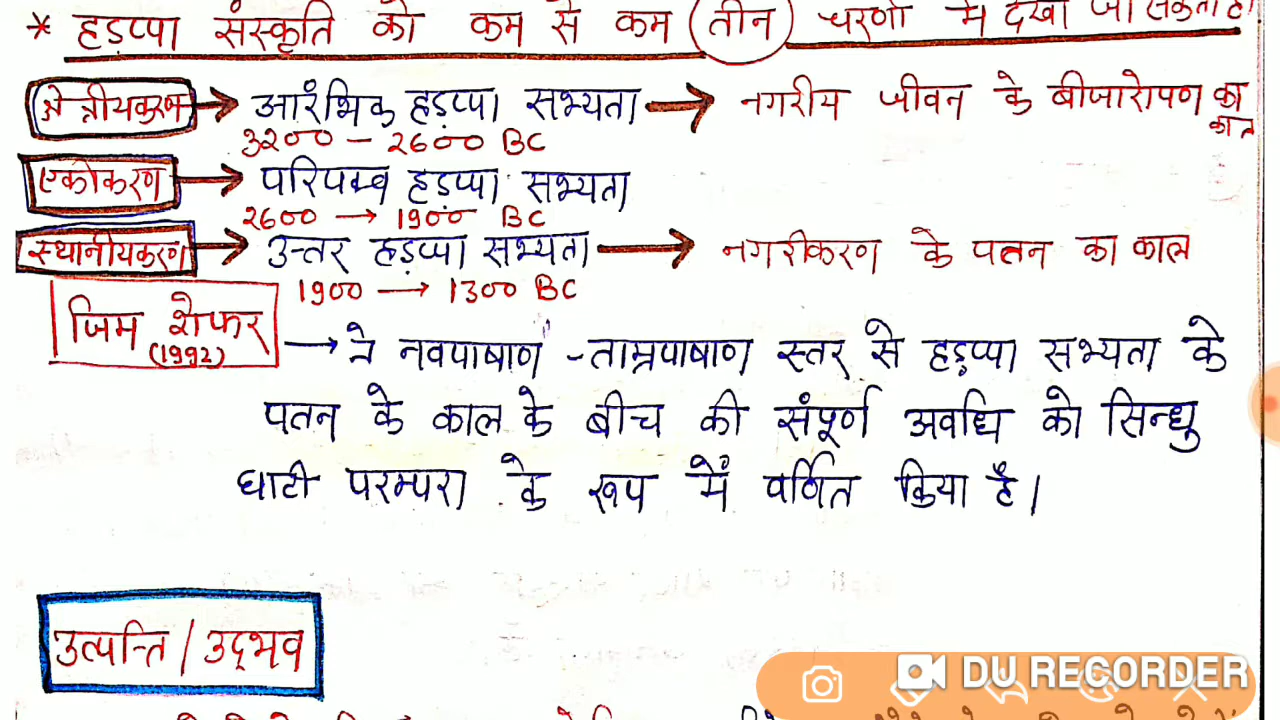 * हड़प्पा संस्कृति को कम से कम तीन चरणों में देखा जा सकता है।
क्षेत्रीयकरण → आरंभिक हड़प्पा सभ्यता → नगरीय जीवन के बीजारोपण का काल
3200 – 2600 BC
एकीकरण → परिपक्व हड़प्पा सभ्यता
2600 → 1900 BC
स्थानीयकरण → उत्तर हड़प्पा सभ्यता → नगरीकरण के पतन का काल
1900 → 1300 BC
जिम शेफर (1992) → ने नवपाषाण - ताम्रपाषाण स्तर से हड़प्पा सभ्यता के
पतन के काल के बीच की संपूर्ण अवधि को सिन्धु
घाटी परम्परा के रूप में वर्णित किया है।
उत्पत्ति / उद्भव
DU RECORDER